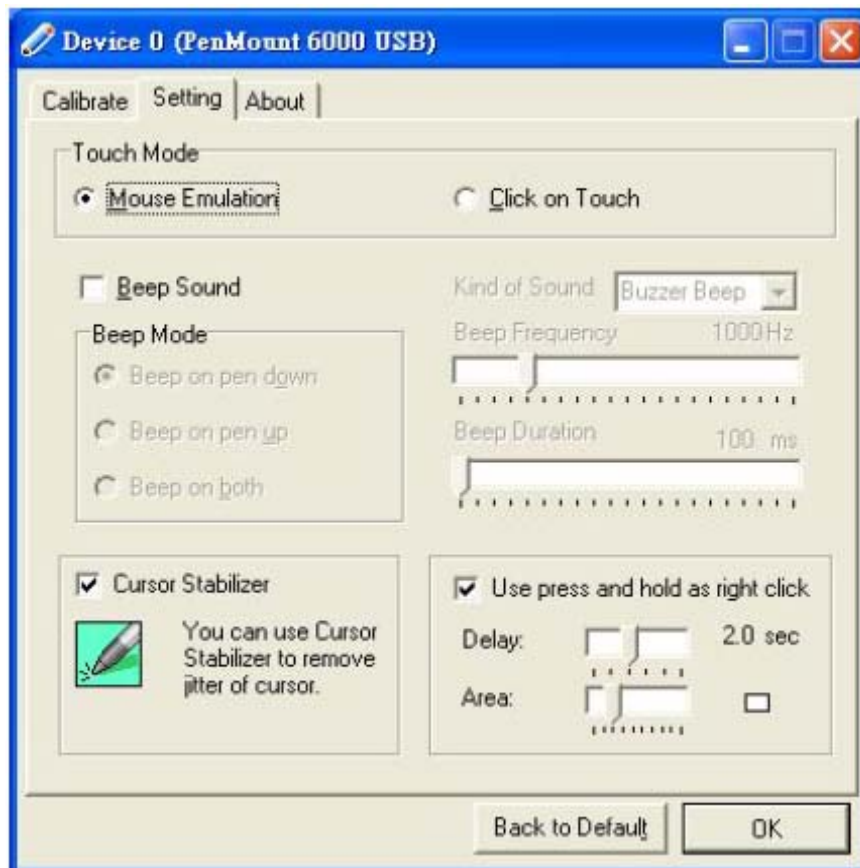 Device 0 (PenMount 6000 USB)
Calibrate Setting About
Touch Mode
Mouse Emulation Click on Touch
Beep Sound
Kind of Sound Buzzer Beep
Beep Mode
Beep on pen down
Beep on pen up
Beep on both
Beep Frequency 1000Hz
Beep Duration 100 ms
Cursor Stabilizer
You can use Cursor
Stabilizer to remove
jitter of cursor.
Use press and hold as right click
Delay: 2.0 sec
Area:
Back to Default OK